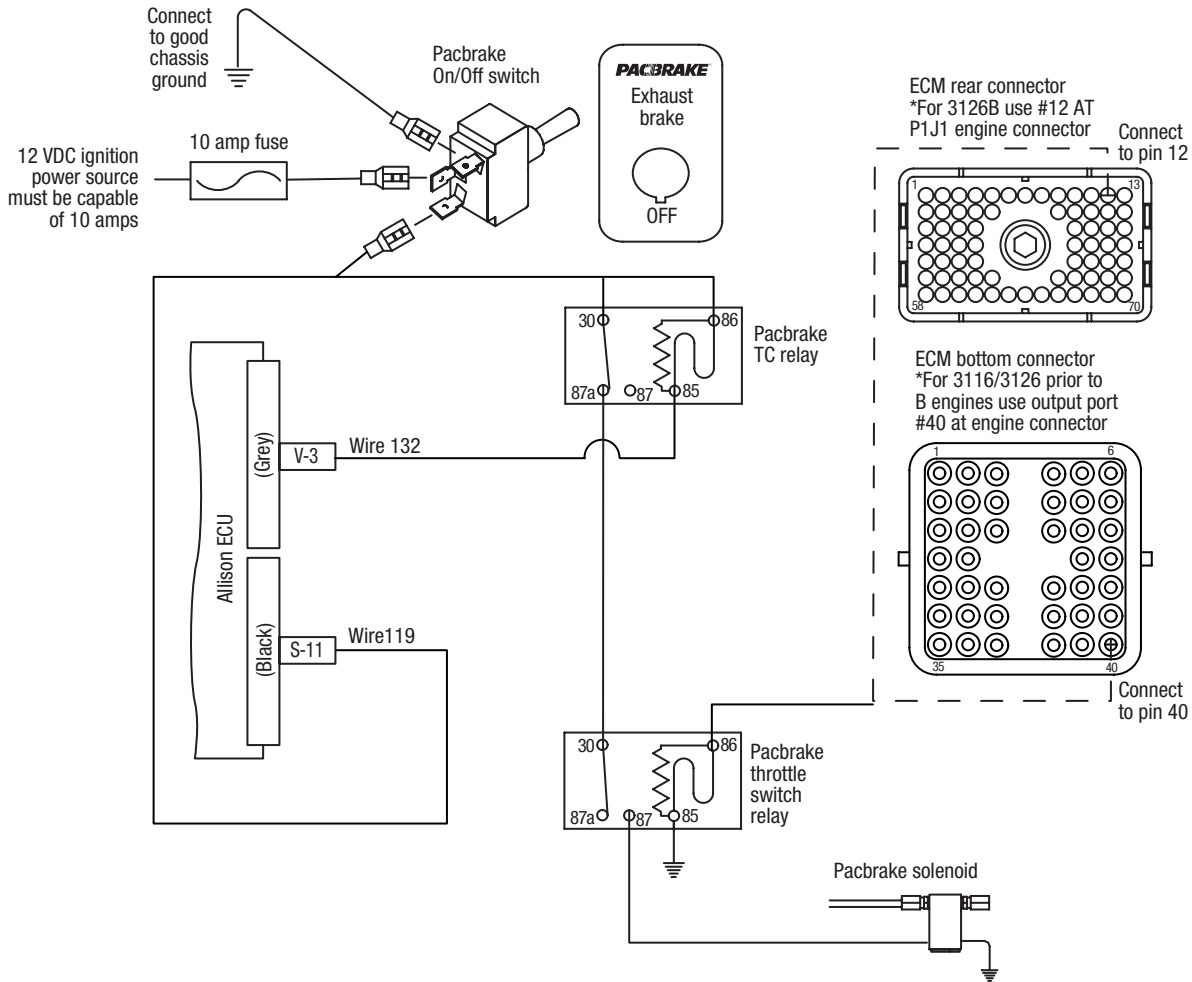 Connect
to good
chassis
ground
Pacbrake
On/Off switch
PACBRAKE
Exhaust
brake
OFF
10 amp fuse
12 VDC ignition
power source
must be capable
of 10 amps
ECM rear connector
*For 3126B use #12 AT
P1J1 engine connector
Connect
to pin 12
1
13
58
70
30
86
87a
87
85
Pacbrake
TC relay
ECM bottom connector
*For 3116/3126 prior to
B engines use output port
#40 at engine connector
1
6
35
40
Connect
to pin 40
Allison ECU
(Grey)
V-3
Wire 132
(Black)
S-11
Wire119
30
86
87a
87
85
Pacbrake
throttle
switch
relay
Pacbrake solenoid